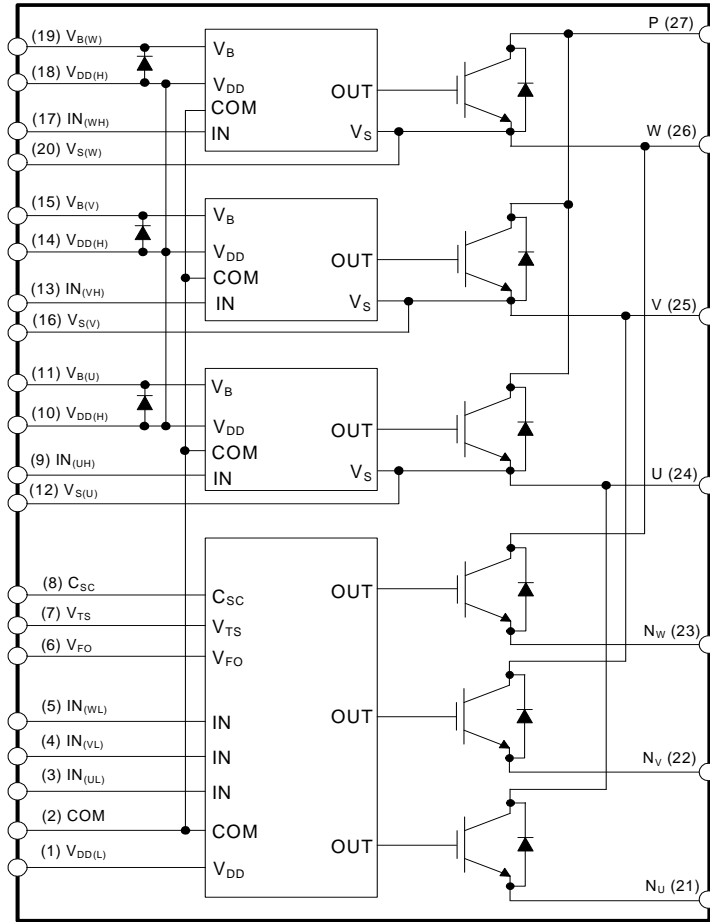 (19) VB(W)
VB
P (27)
(18) VDD(H)
VDD
OUT
COM
(17) IN(WH)
IN
VS
W (26)
(20) VS(W)
(15) VB(V)
VB
(14) VDD(H)
VDD
OUT
COM
(13) IN(VH)
IN
VS
V (25)
(16) VS(V)
(11) VB(U)
VB
(10) VDD(H)
VDD
OUT
COM
(9) IN(UH)
IN
VS
U (24)
(12) VS(U)
(8) CSC
CSC
OUT
(7) VTS
VTS
(6) VFO
VFO
NW (23)
(5) IN(WL)
IN
OUT
(4) IN(VL)
IN
NV (22)
(3) IN(UL)
IN
(2) COM
COM
OUT
(1) VDD(L)
VDD
NU (21)